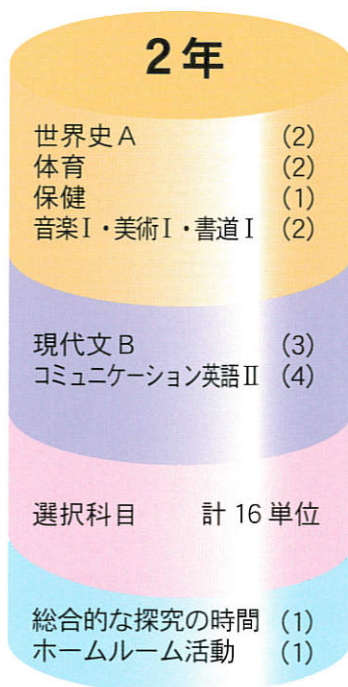 2年
世界史A (2)
体育 (2)
保健 (1)
音楽Ⅰ・美術Ⅰ・書道Ⅰ (2)
現代文B (3)
コミュニケーション英語Ⅱ (4)
選択科目 計 16 単位
総合的な探究の時間 (1)
ホームルーム活動 (1)